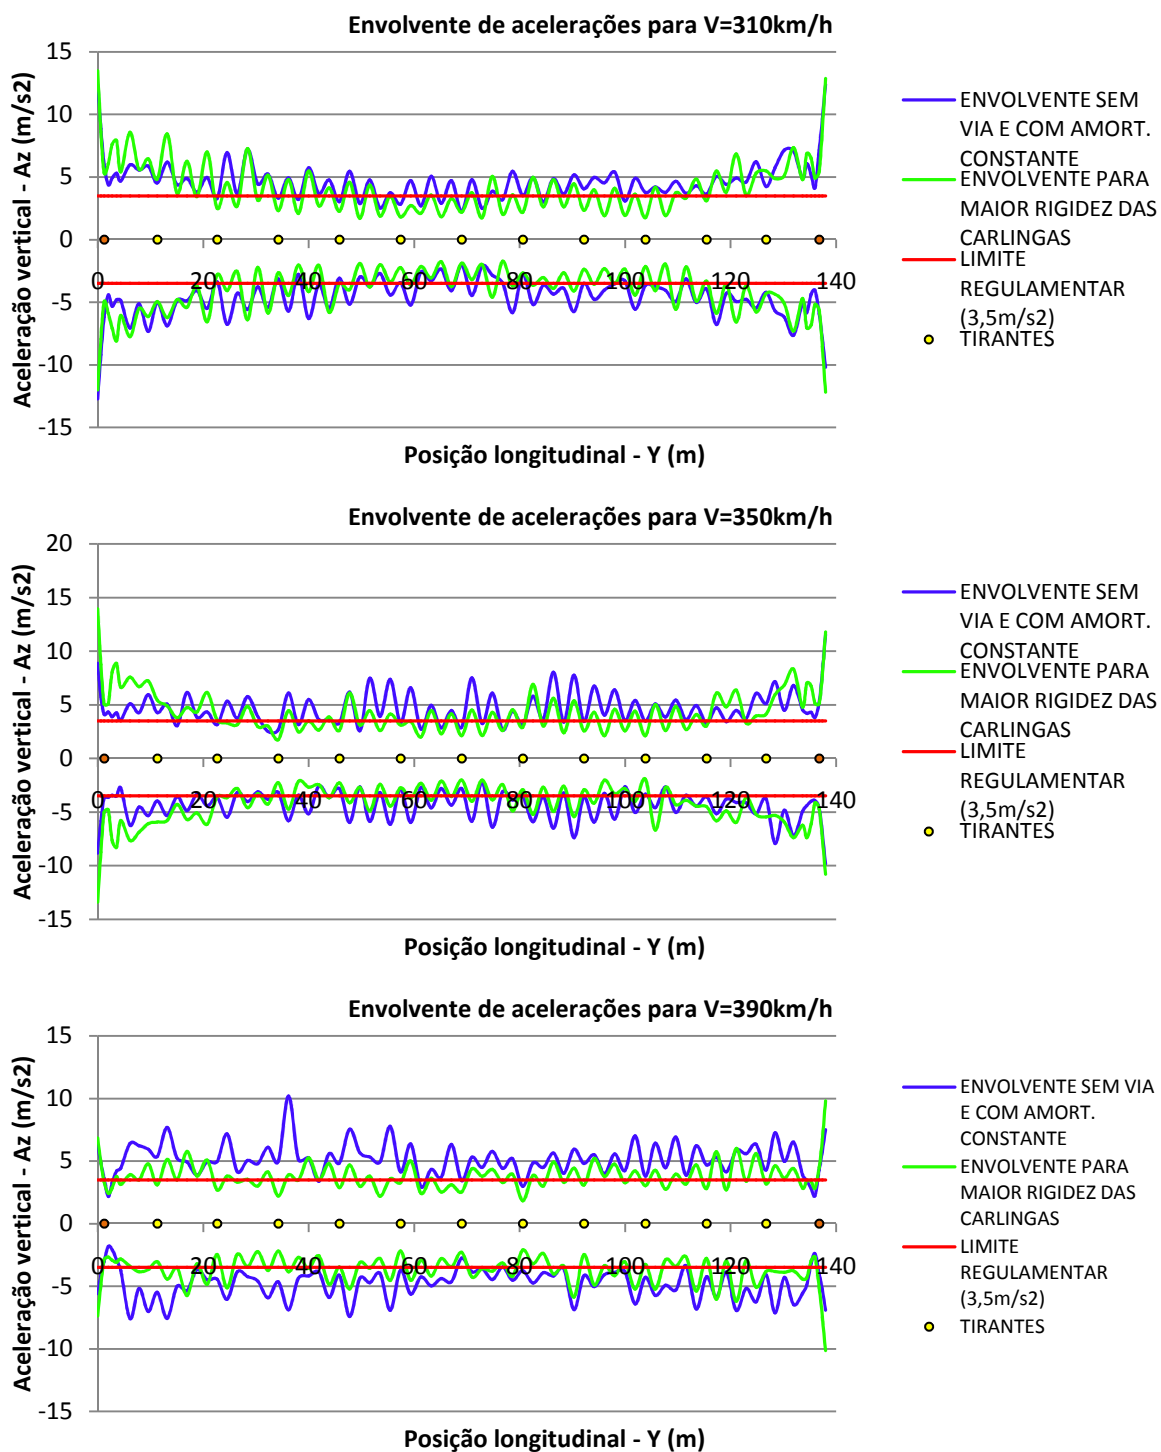 Envolvente de acelerações para V=310km/h
Aceleração vertical - Az (m/s2)
15
10
5
0
-5
-10
-15
0 20 40 60 80 100 120 140
Posição longitudinal - Y (m)
ENVOLVENTE SEM
VIA E COM AMORT.
CONSTANTE
ENVOLVENTE PARA
MAIOR RIGIDEZ DAS
CARLINGAS
LIMITE
REGULAMENTAR
(3,5m/s2)
TIRANTES
Envolvente de acelerações para V=350km/h
Aceleração vertical - Az (m/s2)
20
15
10
5
0
-5
-10
-15
0 20 40 60 80 100 120 140
Posição longitudinal - Y (m)
ENVOLVENTE SEM
VIA E COM AMORT.
CONSTANTE
ENVOLVENTE PARA
MAIOR RIGIDEZ DAS
CARLINGAS
LIMITE
REGULAMENTAR
(3,5m/s2)
TIRANTES
Envolvente de acelerações para V=390km/h
Aceleração vertical - Az (m/s2)
15
10
5
0
-5
-10
-15
0 20 40 60 80 100 120 140
Posição longitudinal - Y (m)
ENVOLVENTE SEM VIA
E COM AMORT.
CONSTANTE
ENVOLVENTE PARA
MAIOR RIGIDEZ DAS
CARLINGAS
LIMITE
REGULAMENTAR
(3,5m/s2)
TIRANTES